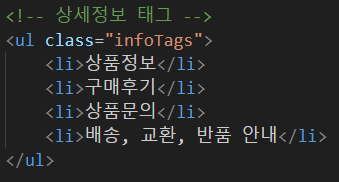 <!-- 상세정보 태그 -->
<ul class="infoTags">
    <li>상품정보</li>
    <li>구매후기</li>
    <li>상품문의</li>
    <li>배송, 교환, 반품 안내</li>
</ul>